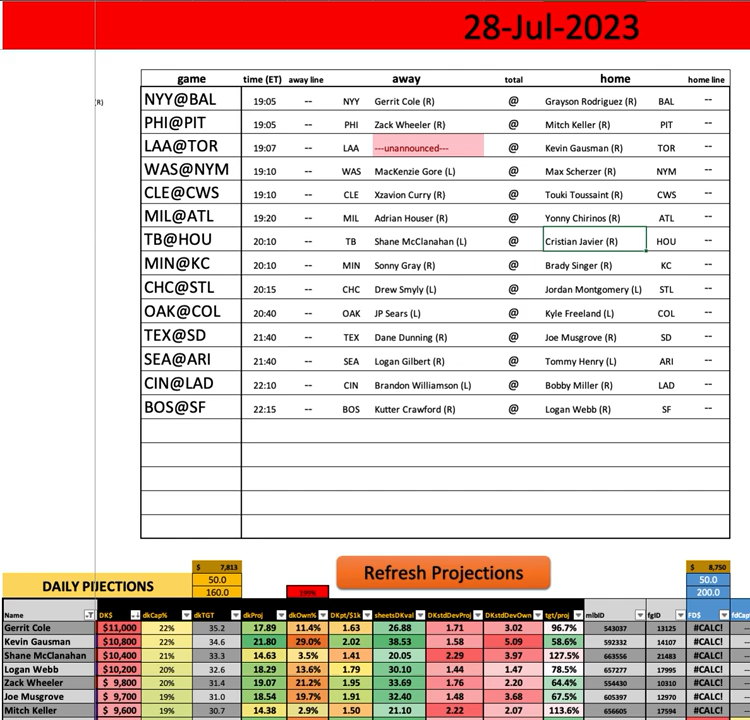 28-Jul-2023
game time (ET) away line away total home home line
(R)
NYY@BAL 19:05 -- NYY Gerrit Cole (R) @ Grayson Rodriguez (R) BAL --
PHI@PIT 19:05 -- PHI Zack Wheeler (R) @ Mitch Keller (R) PIT --
LAA@TOR 19:07 -- LAA ---unannounced--- @ Kevin Gausman (R) TOR --
WAS@NYM 19:10 -- WAS MacKenzie Gore (L) @ Max Scherzer (R) NYM --
CLE@CWS 19:10 -- CLE Xzavion Curry (R) @ Touki Toussaint (R) CWS --
MIL@ATL 19:20 -- MIL Adrian Houser (R) @ Yonny Chirinos (R) ATL --
TB@HOU 20:10 -- TB Shane McClanahan (L) @ Cristian Javier (R) HOU --
MIN@KC 20:10 -- MIN Sonny Gray (R) @ Brady Singer (R) KC --
CHC@STL 20:15 -- CHC Drew Smyly (L) @ Jordan Montgomery (L) STL --
OAK@COL 20:40 -- OAK JP Sears (L) @ Kyle Freeland (L) COL --
TEX@SD 21:40 -- TEX Dane Dunning (R) @ Joe Musgrove (R) SD --
SEA@ARI 21:40 -- SEA Logan Gilbert (R) @ Tommy Henry (L) ARI --
CIN@LAD 22:10 -- CIN Brandon Williamson (L) @ Bobby Miller (R) LAD --
BOS@SF 22:15 -- BOS Kutter Crawford (R) @ Logan Webb (R) SF --
$ 7,813 $ 8,750
DAILY PIJECTIONS 50.0 Refresh Projections 50.0
160.0 199% 200.0
Name DK$ dkCap% dkTGT dkProj dkOwn% DKpt/$1k sheetsDKval DKstdDevProj DKstdDevOwn tgt/proj mlbID fgID FD$ fdCap
Gerrit Cole $11,000 22% 35.2 17.89 11.4% 1.63 26.88 1.71 3.02 96.7% 543037 13125 #CALC!
Kevin Gausman $10,800 22% 34.6 21.80 29.0% 2.02 38.53 1.58 5.09 58.6% 592332 14107 #CALC!
Shane McClanahan $10,400 21% 33.3 14.63 3.5% 1.41 20.05 2.29 3.97 127.5% 663556 21483 #CALC!
Logan Webb $10,200 20% 32.6 18.29 13.6% 1.79 30.10 1.44 1.47 78.5% 657277 17995 #CALC!
Zack Wheeler $ 9,800 20% 31.4 19.07 21.2% 1.95 33.69 1.76 2.20 64.4% 554430 10310 #CALC!
Joe Musgrove $ 9,700 19% 31.0 18.54 19.7% 1.91 32.40 1.48 3.68 67.5% 605397 12970 #CALC!
Mitch Keller $ 9,600 19% 30.7 14.38 2.9% 1.50 21.10 2.22 2.07 113.6% 656605 17594 #CALC!